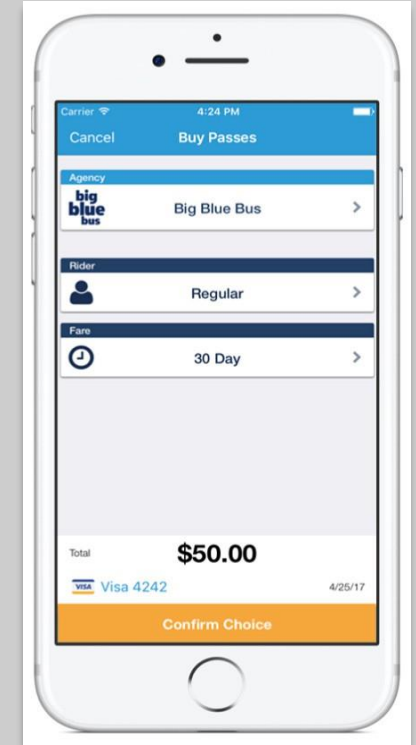 Carrier 4:24 PM
Cancel Buy Passes
Agency
big
blue
bus
Big Blue Bus
Rider
Regular
Fare
30 Day
Total $50.00
VISA Visa 4242 4/25/17
Confirm Choice